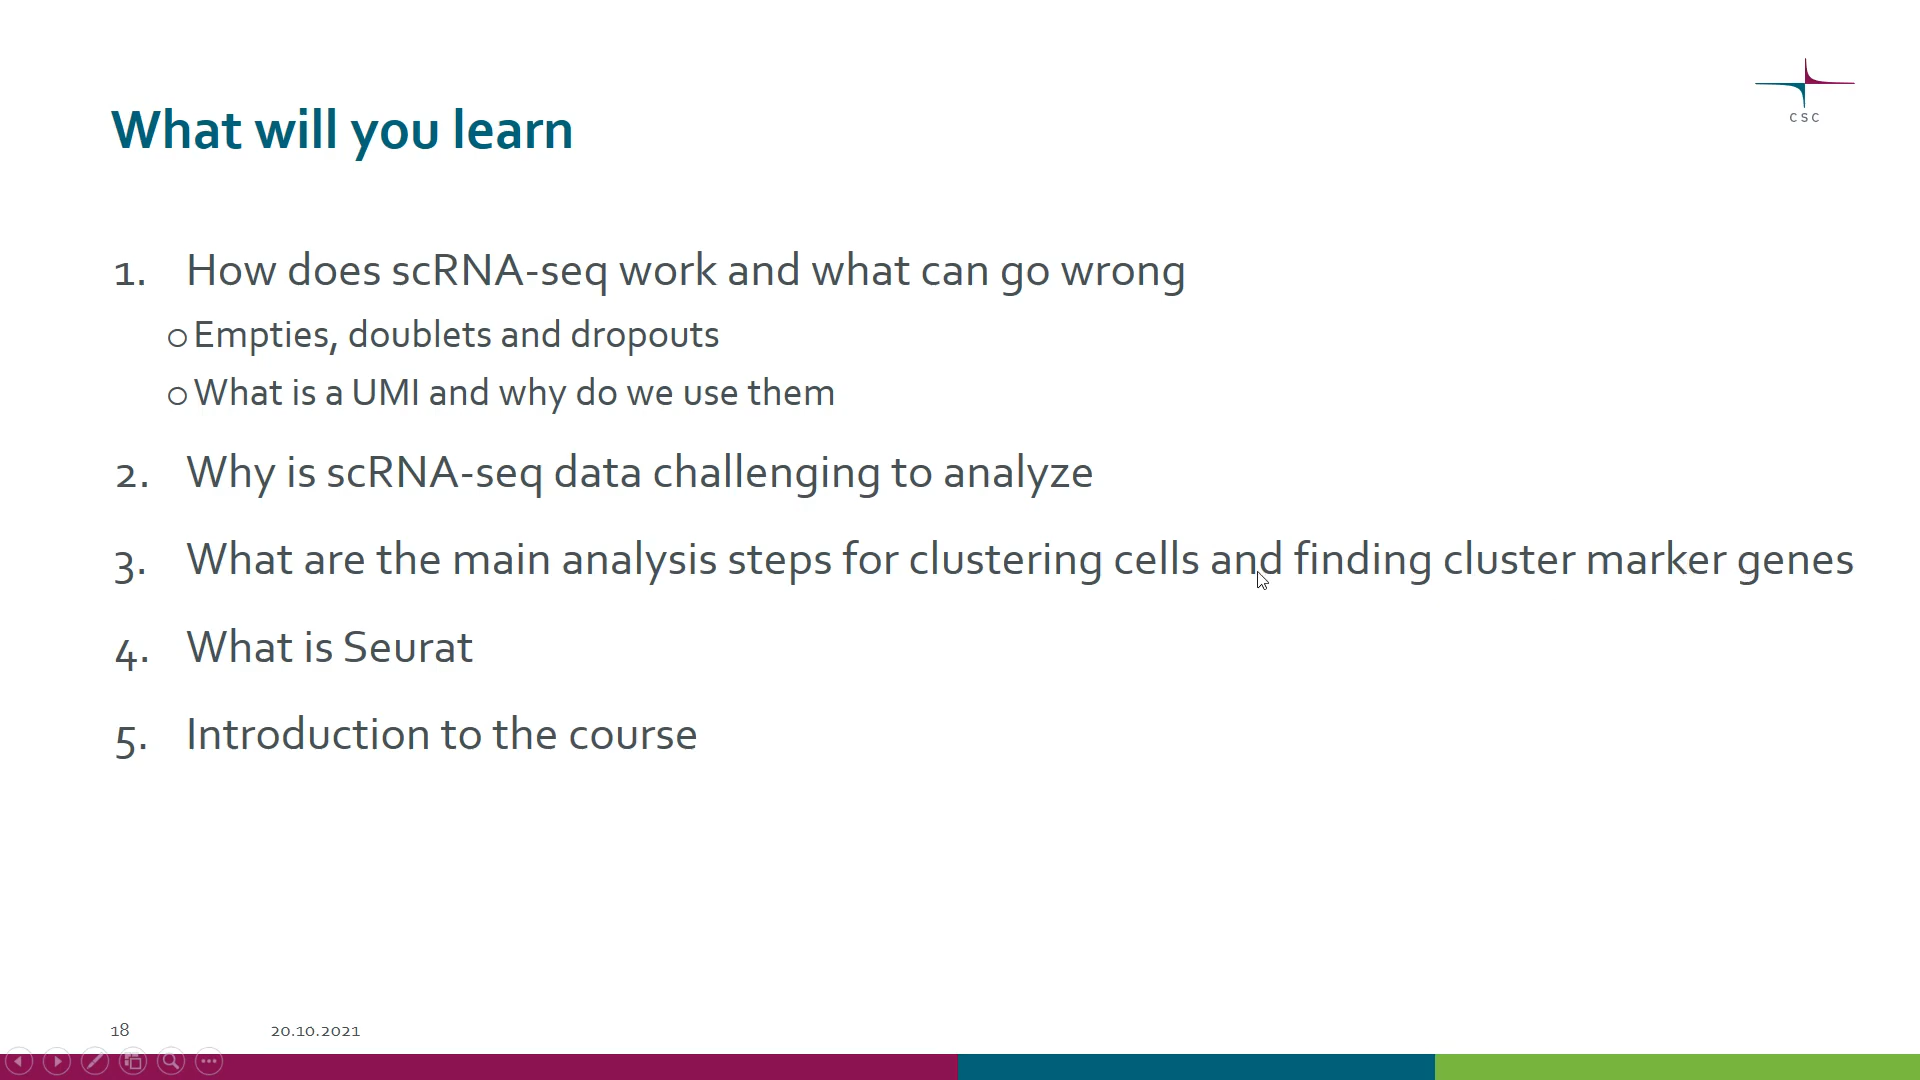 CSC
What will you learn
1. How does scRNA-seq work and what can go wrong
o Empties, doublets and dropouts
o What is a UMI and why do we use them
2. Why is scRNA-seq data challenging to analyze
3. What are the main analysis steps for clustering cells and finding cluster marker genes
4. What is Seurat
5. Introduction to the course
18 20.10.2021